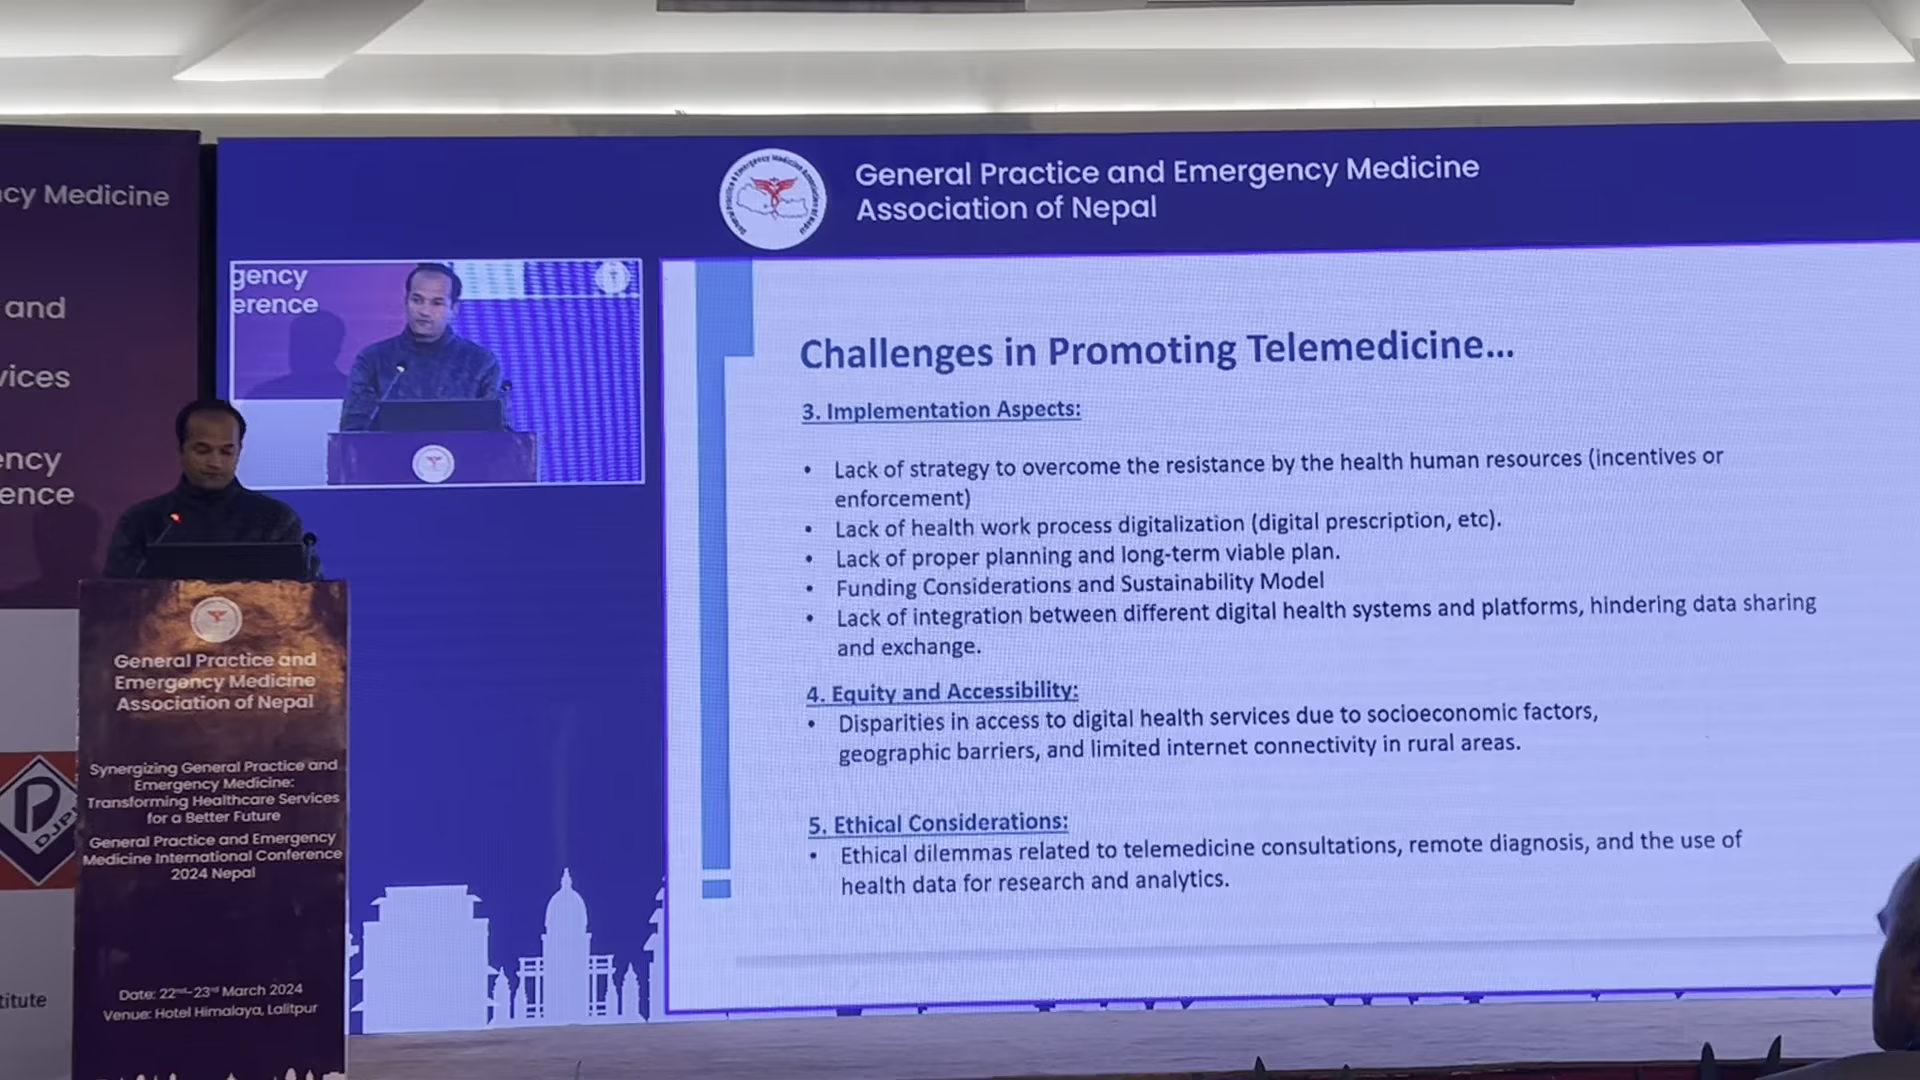 cy Medicine
and
vices
ency
ence
titute
DJPI
General Practice and Emergency Medicine
Association of Nepal
gency
erence
Challenges in Promoting Telemedicine...
3. Implementation Aspects:
• Lack of strategy to overcome the resistance by the health human resources (incentives or
enforcement)
• Lack of health work process digitalization (digital prescription, etc).
• Lack of proper planning and long-term viable plan.
• Funding Considerations and Sustainability Model
• Lack of integration between different digital health systems and platforms, hindering data sharing
and exchange.
4. Equity and Accessibility:
• Disparities in access to digital health services due to socioeconomic factors,
geographic barriers, and limited internet connectivity in rural areas.
5. Ethical Considerations:
• Ethical dilemmas related to telemedicine consultations, remote diagnosis, and the use of
health data for research and analytics.
General Practice and
Emergency Medicine
Association of Nepal
Synergizing General Practice and
Emergency Medicine:
Transforming Healthcare Services
for a Better Future
General Practice and Emergency
Medicine International Conference
2024 Nepal
Date: 22nd-23rd March 2024
Venue: Hotel Himalaya, Lalitpur